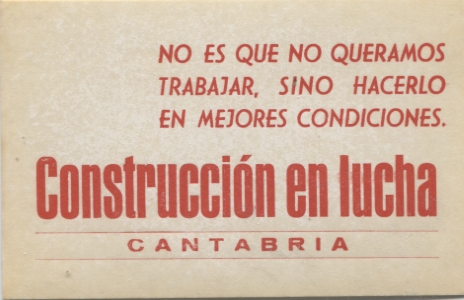 NO ES QUE NO QUERAMOS
TRABAJAR, SINO HACERLO
EN MEJORES CONDICIONES.
Construcción en lucha
CANTABRIA